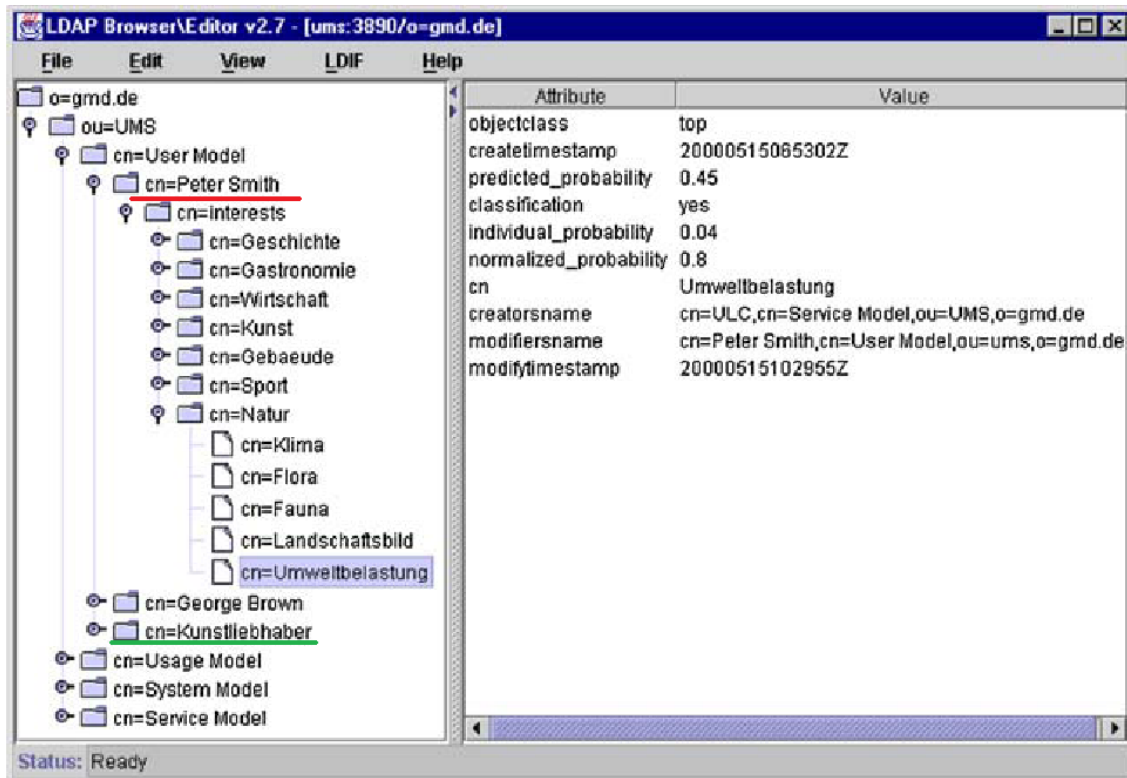 LDAP Browser\Editor v2.7 - [ums:3890/o=gmd.de]
File Edit View LDIF Help
o=gmd.de
ou=UMS
cn=User Model
cn=Peter Smith
cn=interests
cn=Geschichte
cn=Gastronomie
cn=Wirtschaft
cn=Kunst
cn=Gebaeude
cn=Sport
cn=Natur
cn=Klima
cn=Flora
cn=Fauna
cn=Landschaftsbild
cn=Umweltbelastung
cn=George Brown
cn=Kunstliebhaber
cn=Usage Model
cn=System Model
cn=Service Model
Attribute Value
objectclass top
createtimestamp 20000515065302Z
predicted_probability 0.45
classification yes
individual_probability 0.04
normalized_probability 0.8
cn Umweltbelastung
creatorsname cn=ULC,cn=Service Model,ou=UMS,o=gmd.de
modifiersname cn=Peter Smith,cn=User Model,ou=ums,o=gmd.de
modifytimestamp 20000515102955Z
Status: Ready